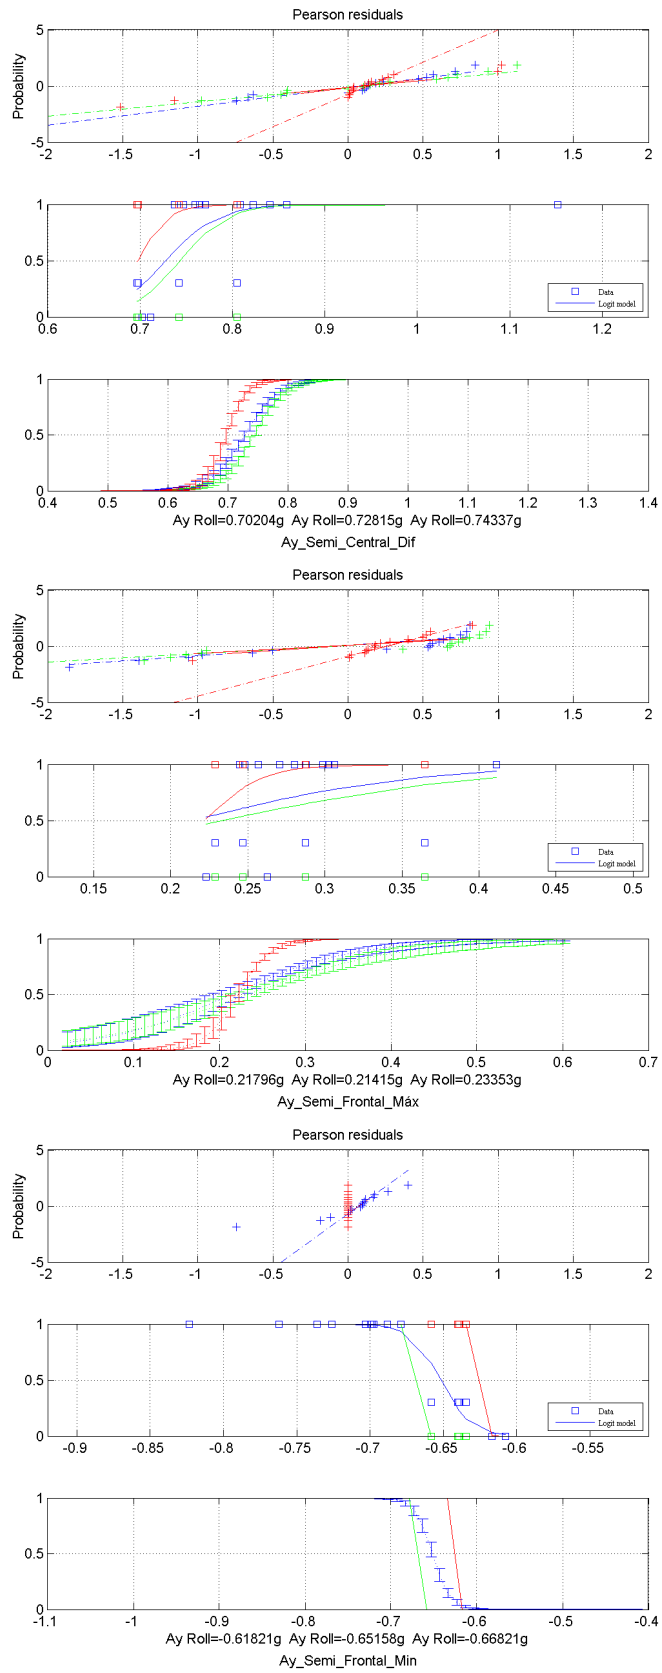 Pearson residuals
5
0
-5
Probability
-2 -1.5 -1 -0.5 0 0.5 1 1.5 2
1
0.5
0
Data
Logit model
0.6 0.7 0.8 0.9 1 1.1 1.2
1
0.5
0
0.4 0.5 0.6 0.7 0.8 0.9 1 1.1 1.2 1.3 1.4
Ay Roll=0.70204g Ay Roll=0.72815g Ay Roll=0.74337g
Ay_Semi_Central_Dif
Pearson residuals
5
0
-5
Probability
-2 -1.5 -1 -0.5 0 0.5 1 1.5 2
1
0.5
0
Data
Logit model
0.15 0.2 0.25 0.3 0.35 0.4 0.45 0.5
1
0.5
0
0 0.1 0.2 0.3 0.4 0.5 0.6 0.7
Ay Roll=0.21796g Ay Roll=0.21415g Ay Roll=0.23353g
Ay_Semi_Frontal_Máx
Pearson residuals
5
0
-5
Probability
-2 -1.5 -1 -0.5 0 0.5 1 1.5 2
1
0.5
0
Data
Logit model
-0.9 -0.85 -0.8 -0.75 -0.7 -0.65 -0.6 -0.55
1
0.5
0
-1.1 -1 -0.9 -0.8 -0.7 -0.6 -0.5 -0.4
Ay Roll=-0.61821g Ay Roll=-0.65158g Ay Roll=-0.66821g
Ay_Semi_Frontal_Min